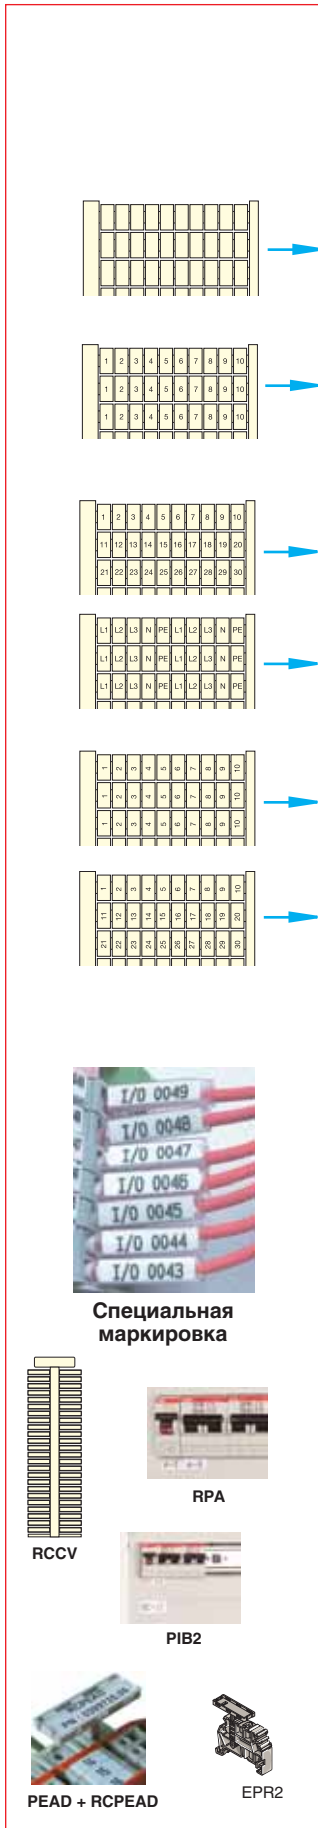 1 2 3 4 5 6 7 8 9 10
1 2 3 4 5 6 7 8 9 10
1 2 3 4 5 6 7 8 9 10
1 2 3 4 5 6 7 8 9 10
11 12 13 14 15 16 17 18 19 20
21 22 23 24 25 26 27 28 29 30
L1 L2 L3 N PE L1 L2 L3 N PE
L1 L2 L3 N PE L1 L2 L3 N PE
L1 L2 L3 N PE L1 L2 L3 N PE
1 2 3 4 5 6 7 8 9 10
1 2 3 4 5 6 7 8 9 10
1 2 3 4 5 6 7 8 9 10
1 2 3 4 5 6 7 8 9 10
11 12 13 14 15 16 17 18 19 20
21 22 23 24 25 26 27 28 29 30
I/O 0049
I/O 0048
I/O 0047
I/O 0046
I/O 0045
I/O 0044
I/O 0043
Специальная
маркировка
RCCV
RPA
PIB2
PEAD + RCPEAD
EPR2